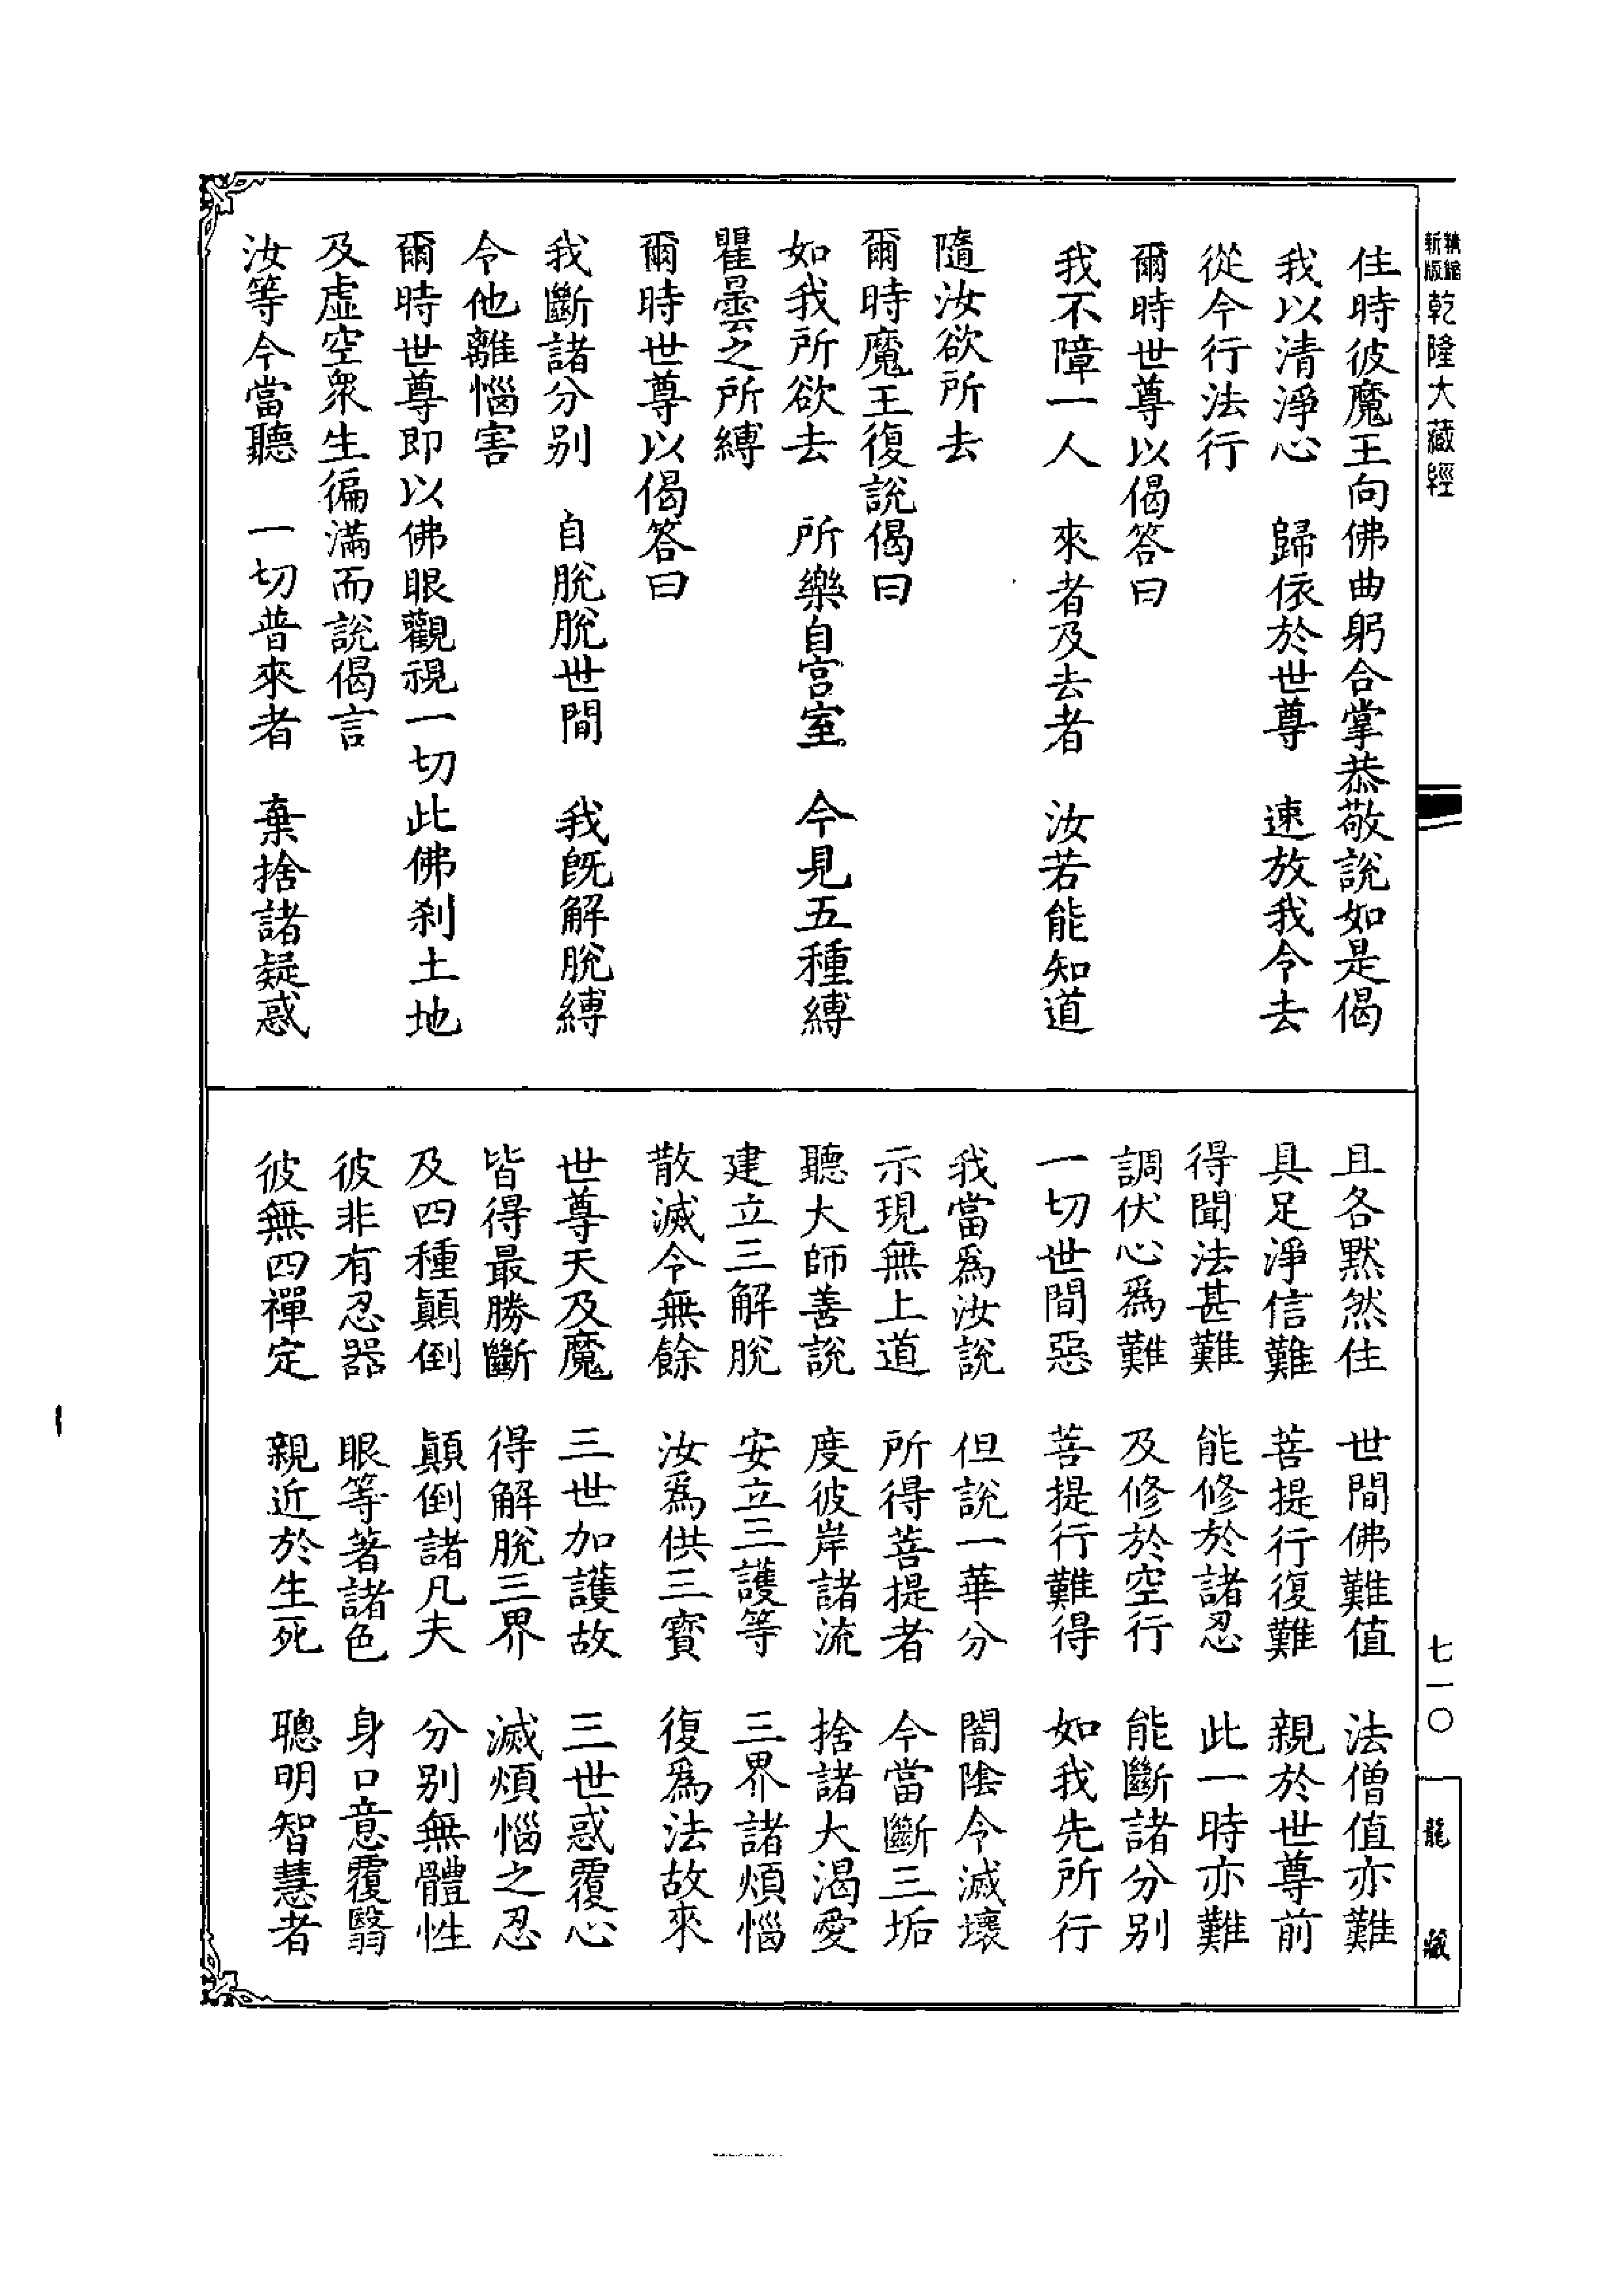 新版精縮乾隆大藏經
住時彼魔王向佛曲躬合掌恭敬說如是偈
我以清淨心 歸依於世尊 速放我令去
從今行法行
爾時世尊以偈答曰
我不障一人 來者及去者 汝若能知道
隨汝欲所去
爾時魔王復說偈曰
如我所欲去 所樂自宮室 今見五種縛
瞿曇之所縛
爾時世尊以偈答曰
我斷諸分別 自脫脫世間 我旣解脫縛
令他離惱害
爾時世尊即以佛眼觀視一切此佛刹土地
及虛空衆生徧滿而說偈言
汝等今當聽 一切普來者 棄捨諸疑惑
且各默然住 世間佛難值 法僧值亦難
具足淨信難 菩提行復難 親於世尊前
得聞法甚難 能修於諸忍 此一時亦難
調伏心爲難 及修於空行 能斷諸分別
一切世間惡 菩提行難得 如我先所行
我當爲汝說 但說一華分 闇陰令滅壞
示現無上道 所得菩提者 今當斷三垢
聽大師善說 度彼岸諸流 捨諸大渴愛
建立三解脫 安立三護等 三界諸煩惱
散滅令無餘 汝爲供三寶 復爲法故來
世尊天及魔 三世加護故 三世惑覆心
皆得最勝斷 得解脫三界 滅煩惱之忍
及四種顚倒 顚倒諸凡夫 分別無體性
彼非有忍器 眼等著諸色 身口意覆翳
彼無四禪定 親近於生死 聰明智慧者
七一〇
龍藏